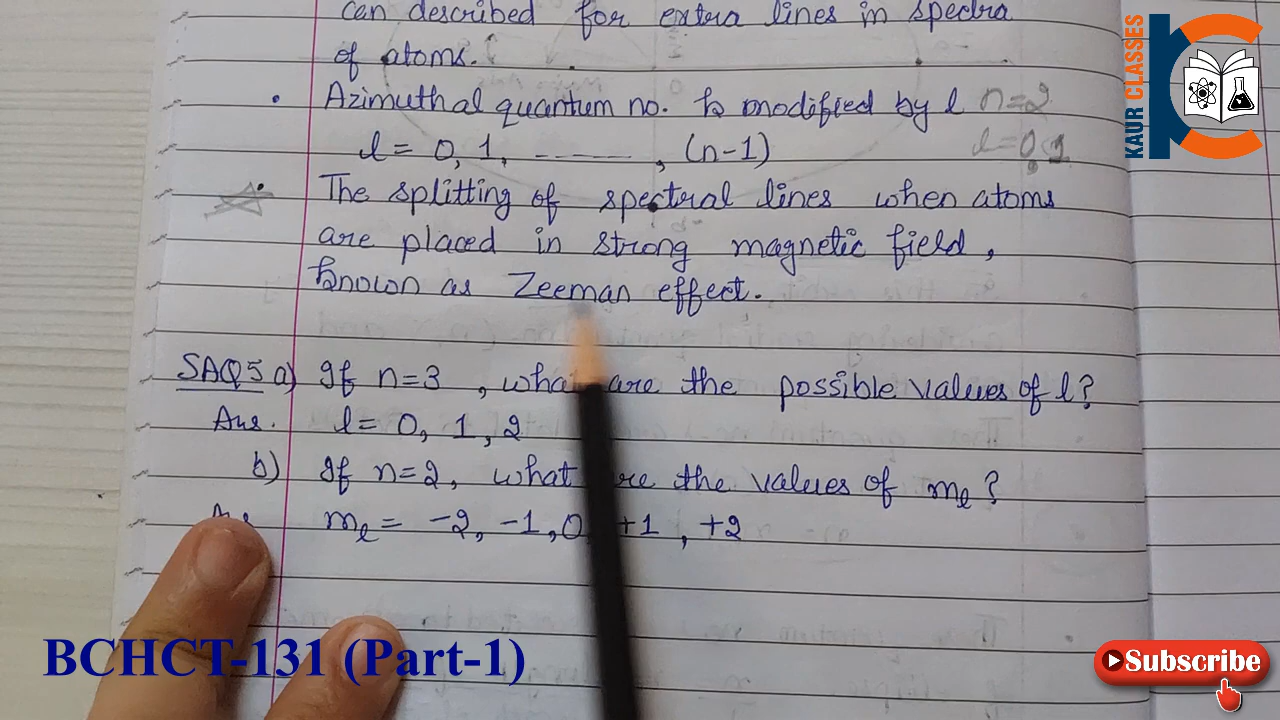 can described for extra lines in spectra
of atoms.
• Azimuthal quantum no. k modified by l n=2
l = 0, 1, ------, (n-1) l=0,1
• The splitting of spectral lines when atoms
are placed in strong magnetic field,
known as Zeeman effect.
SAQ5 a) If n=3, what are the possible values of l?
Ans. l = 0, 1, 2
b) If n=2, what are the values of mₗ?
mₗ = -2, -1, 0, +1, +2
BCHCT-131 (Part-1)
KAUR CLASSES
Subscribe